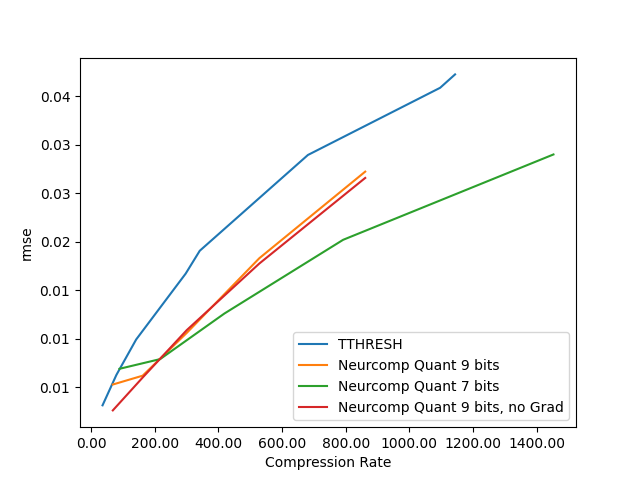 rmse
0.04
0.03
0.03
0.02
0.01
0.01
0.01
TTHRESH
Neurcomp Quant 9 bits
Neurcomp Quant 7 bits
Neurcomp Quant 9 bits, no Grad
0.00 200.00 400.00 600.00 800.00 1000.00 1200.00 1400.00
Compression Rate